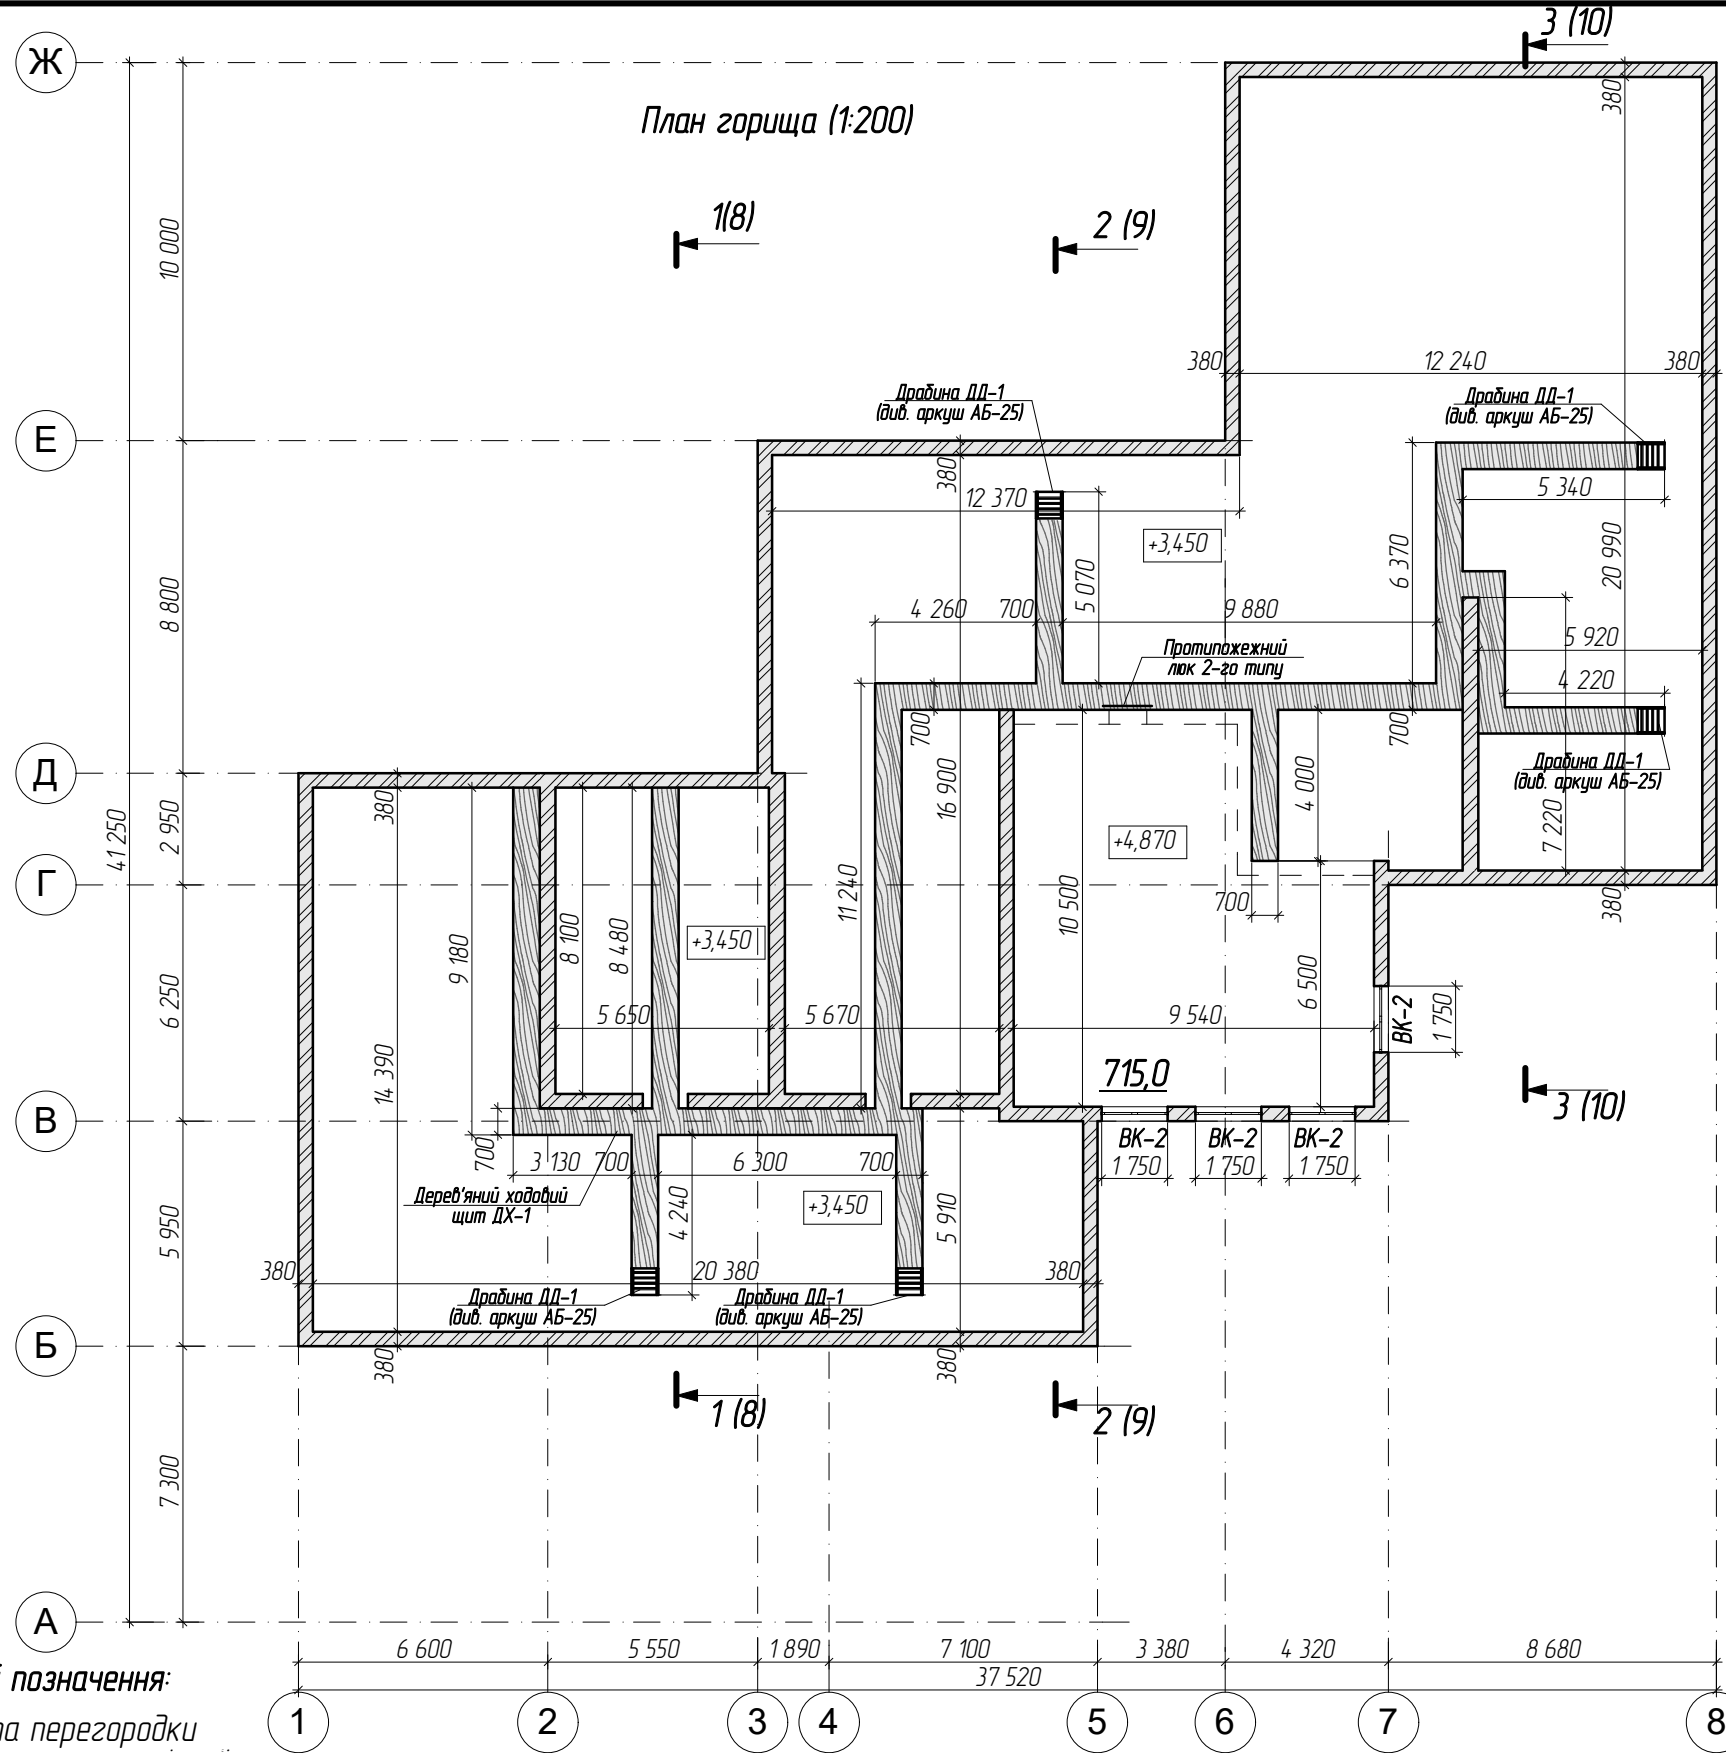 3 (10)
Ж
План горища (1:200)
380
1(8)
2 (9)
10 000
380
12 240
380
Драбина ДД-1
(див. аркуш АБ-25)
Драбина ДД-1
(див. аркуш АБ-25)
Е
380
12 370
5 340
+3,450
5 070
6 370
20 990
8 800
4 260
700
9 880
Протипожежний
люк 2-го типу
5 920
4 220
700
700
Д
Драбина ДД-1
(див. аркуш АБ-25)
380
16 900
4 000
7 220
41 250
2 950
+4,870
Г
11 240
10 500
700
380
9 180
8 100
8 480
+3,450
6 500
6 250
5 650
5 670
9 540
ВК-2
1 750
14 390
715,0
В
3 (10)
700
3 130
700
6 300
700
ВК-2
ВК-2
ВК-2
1 750
1 750
1 750
Дерев'яний ходовий
щит ДХ-1
4 240
+3,450
5 910
5 950
380
20 380
380
Драбина ДД-1
(див. аркуш АБ-25)
Драбина ДД-1
(див. аркуш АБ-25)
Б
380
380
1 (8)
2 (9)
7 300
А
6 600
5 550
1 890
7 100
3 380
4 320
8 680
37 520
позначення:
1
2
3
4
5
6
7
8
та перегородки